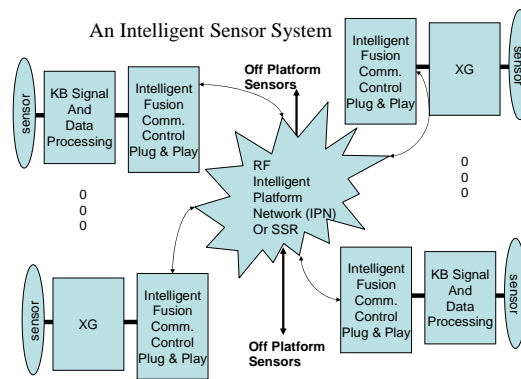 An Intelligent Sensor System
sensor
KB Signal
And
Data
Processing
Intelligent
Fusion
Comm.
Control
Plug & Play
Off Platform
Sensors
Intelligent
Fusion
Comm.
Control
Plug & Play
XG
sensor
0
0
0
RF
Intelligent
Platform
Network (IPN)
Or SSR
0
0
0
sensor
XG
Intelligent
Fusion
Comm.
Control
Plug & Play
Off Platform
Sensors
Intelligent
Fusion
Comm.
Control
Plug & Play
KB Signal
And
Data
Processing
sensor